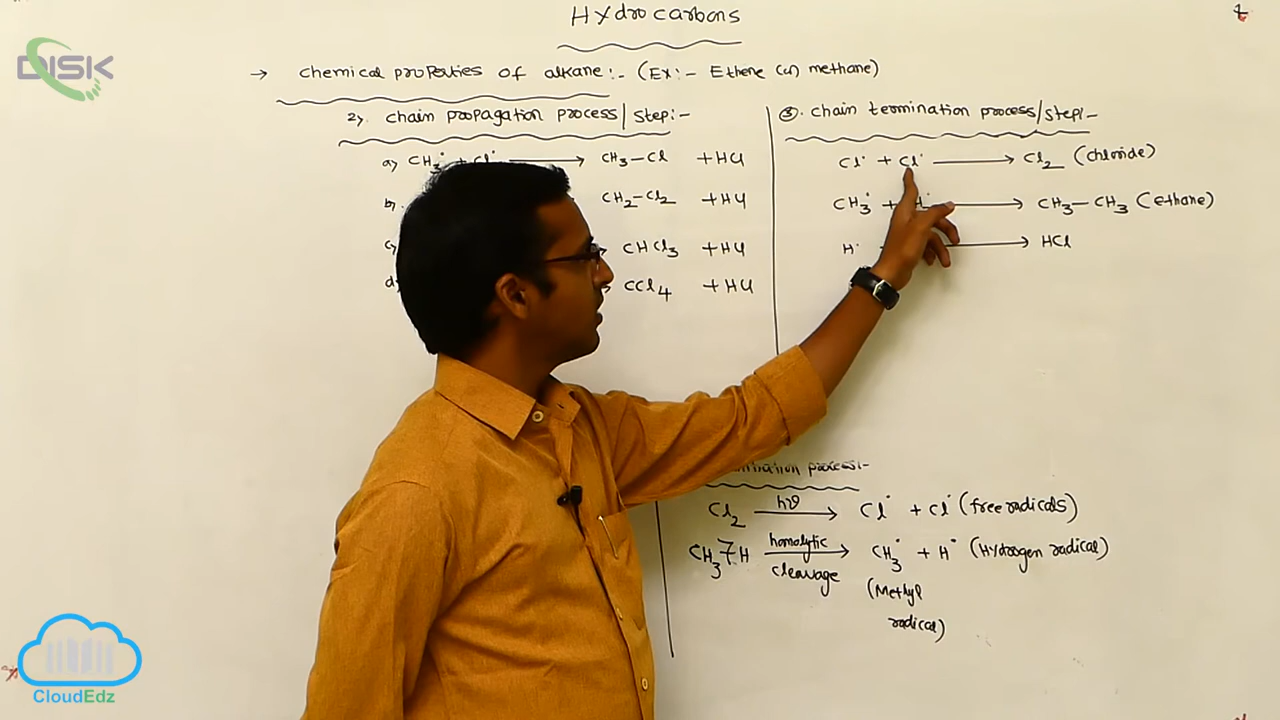 Hydrocarbons
DISK
→ chemical properties of alkane:- (Ex:- Ethene (or) methane)
2). chain propagation process/step:-
a) CH₃• + Cl• → CH₃-Cl + HCl
b. CH₂-Cl₂ + HCl
c) CHCl₃ + HCl
d) CCl₄ + HCl
③. chain termination process/step:-
Cl• + Cl• → Cl₂ (chloride)
CH₃• + → CH₃-CH₃ (ethane)
H• → HCl
process:-
Cl₂ hν → Cl• + Cl• (free radicals)
CH₃-H homolytic cleavage → CH₃• + H• (Hydrogen radical)
(Methyl
radical)
CloudEdz